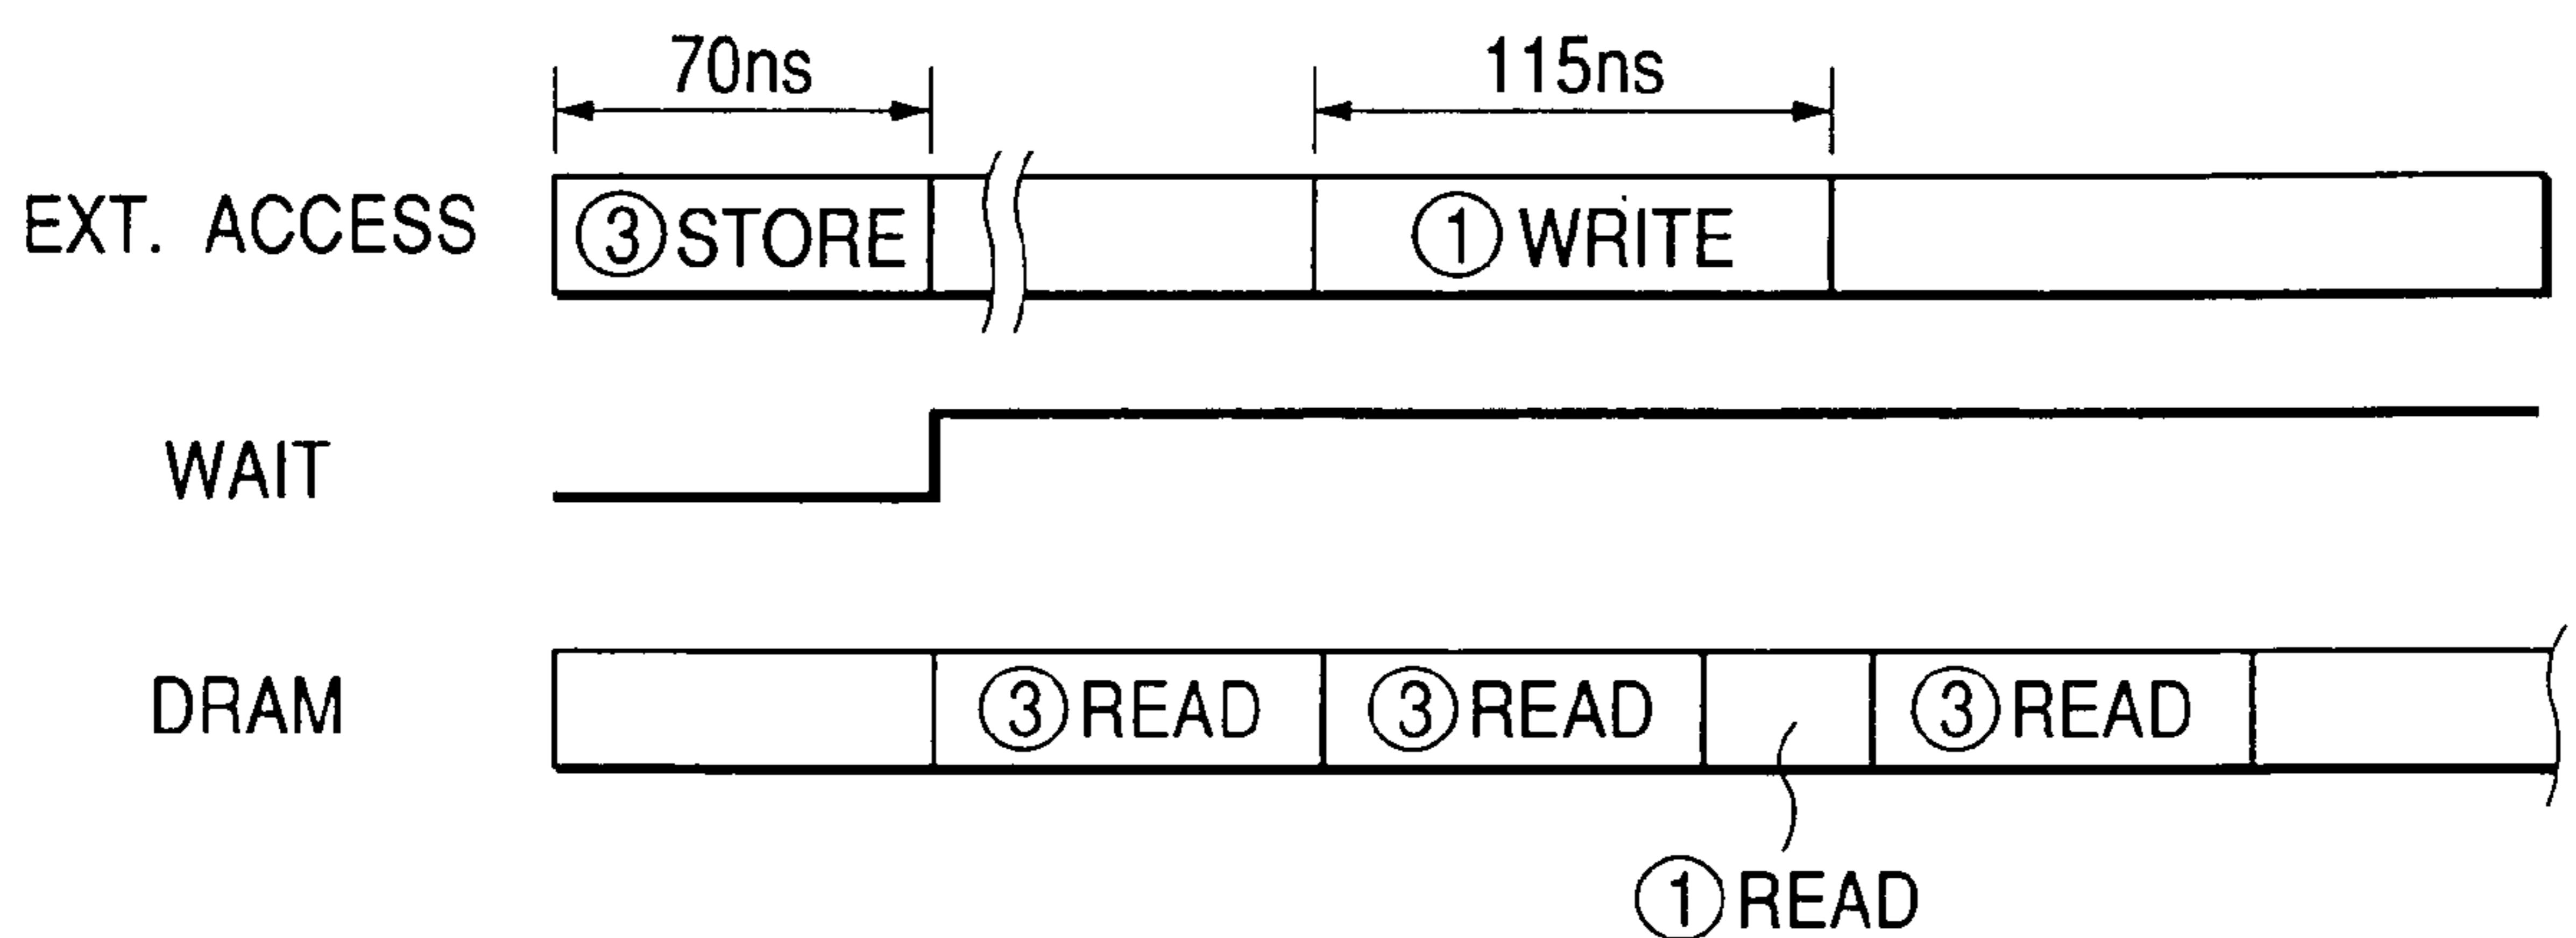 70ns 115ns
EXT. ACCESS ③STORE ①WRITE
WAIT
DRAM ③READ ③READ ③READ
①READ